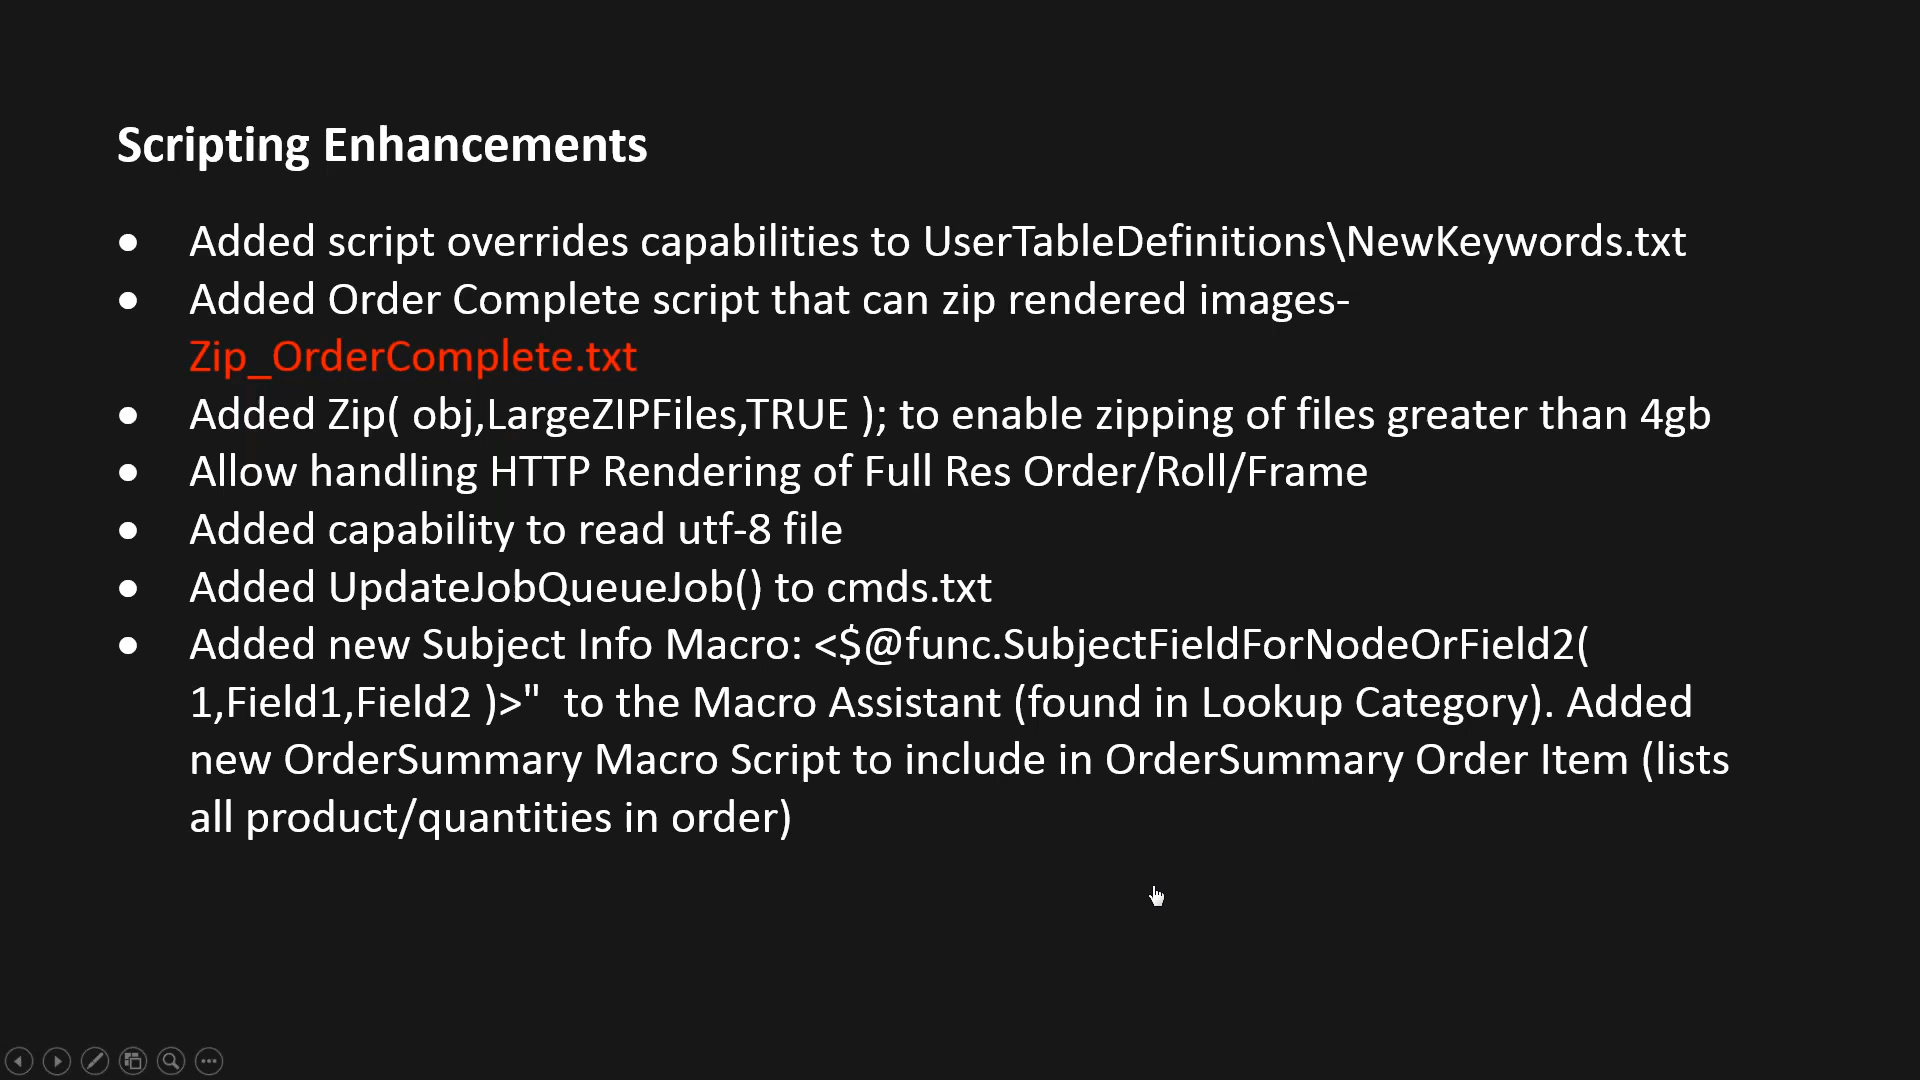 Scripting Enhancements
● Added script overrides capabilities to UserTableDefinitions\NewKeywords.txt
● Added Order Complete script that can zip rendered images-
Zip_OrderComplete.txt
● Added Zip( obj,LargeZIPFiles,TRUE ); to enable zipping of files greater than 4gb
● Allow handling HTTP Rendering of Full Res Order/Roll/Frame
● Added capability to read utf-8 file
● Added UpdateJobQueueJob() to cmds.txt
● Added new Subject Info Macro: <$@func.SubjectFieldForNodeOrField2(
1,Field1,Field2 )>"  to the Macro Assistant (found in Lookup Category). Added
new OrderSummary Macro Script to include in OrderSummary Order Item (lists
all product/quantities in order)